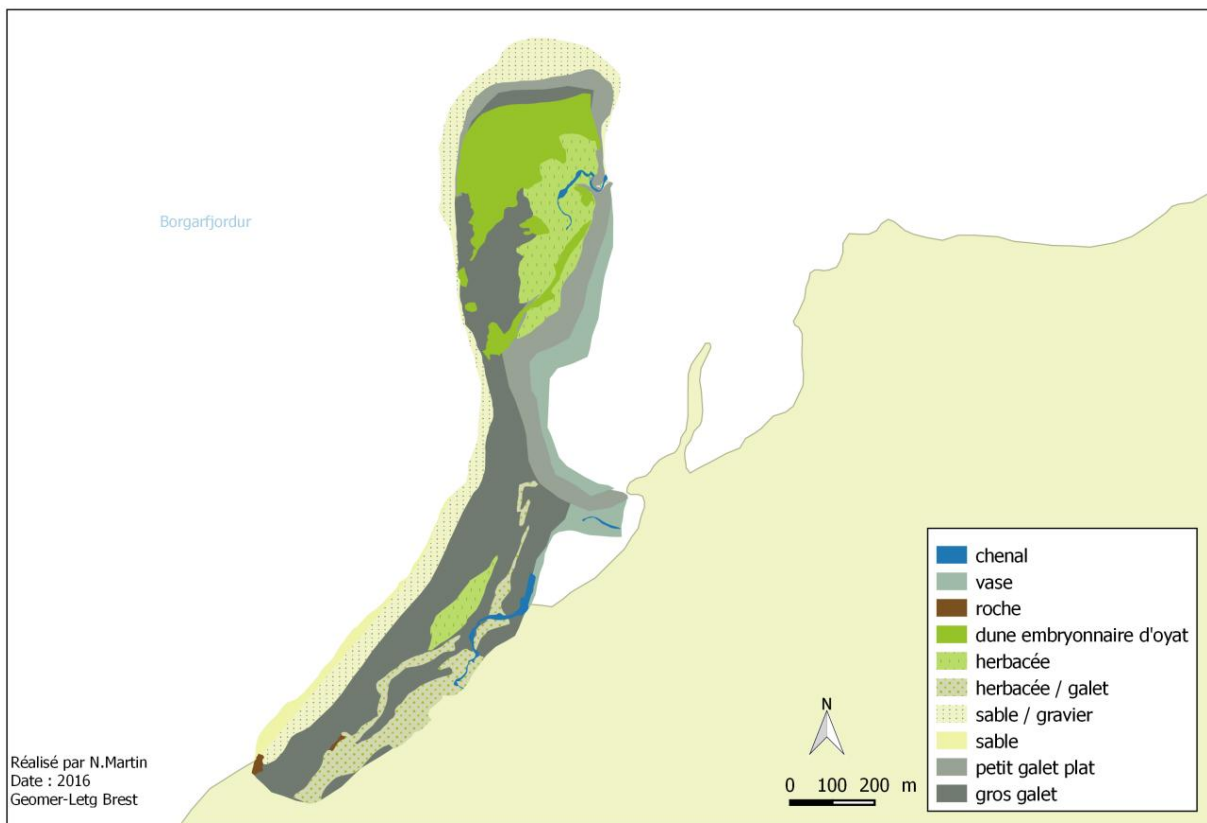 Borgarfjordur
chenal
vase
roche
dune embryonnaire d'oyat
herbacée
herbacée / galet
sable / gravier
sable
petit galet plat
gros galet
N
0 100 200 m
Réalisé par N.Martin
Date : 2016
Geomer-Letg Brest